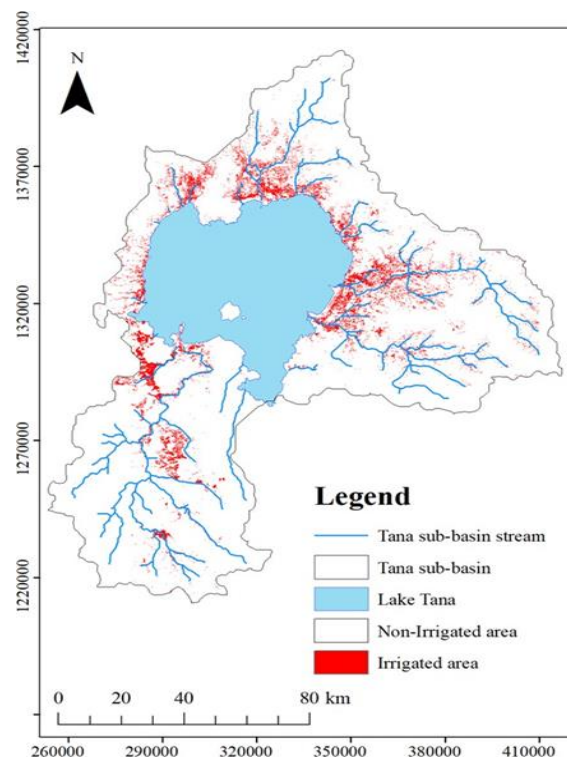 1420000
N
1370000
1320000
1270000
1220000
Legend
Tana sub-basin stream
Tana sub-basin
Lake Tana
Non-Irrigated area
Irrigated area
0 20 40 80 km
260000 290000 320000 350000 380000 410000